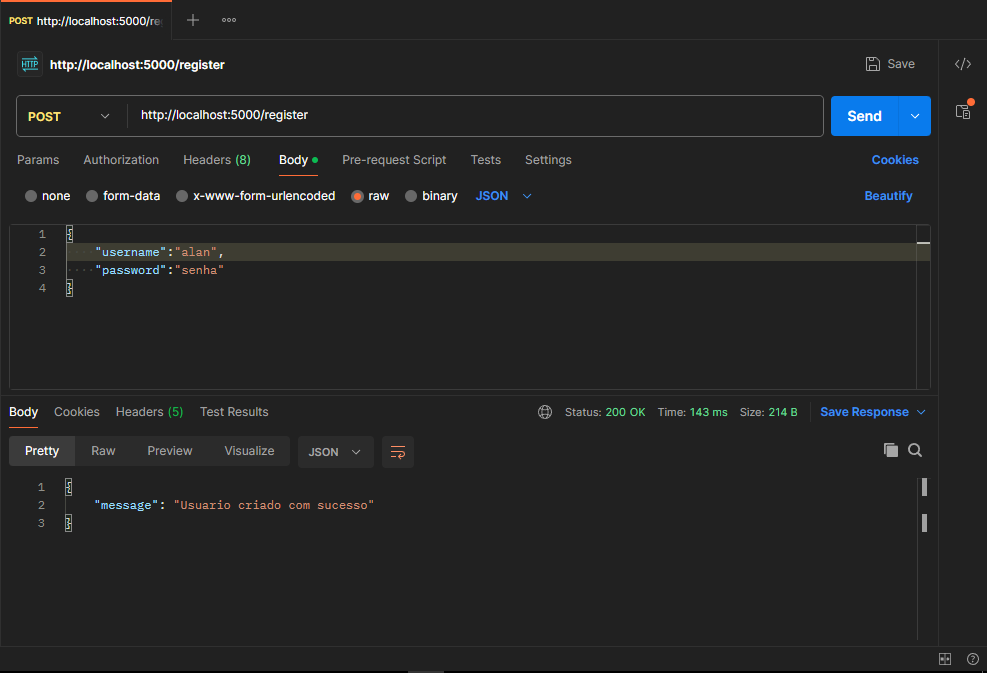 POST http://localhost:5000/re
HTTP http://localhost:5000/register Save </>
POST http://localhost:5000/register Send
Params Authorization Headers (8) Body Pre-request Script Tests Settings Cookies
none form-data x-www-form-urlencoded raw binary JSON Beautify
1 {
2 "username":"alan",
3 "password":"senha"
4 }
Body Cookies Headers (5) Test Results Status: 200 OK Time: 143 ms Size: 214 B Save Response
Pretty Raw Preview Visualize JSON
1 {
2 "message": "Usuario criado com sucesso"
3 }